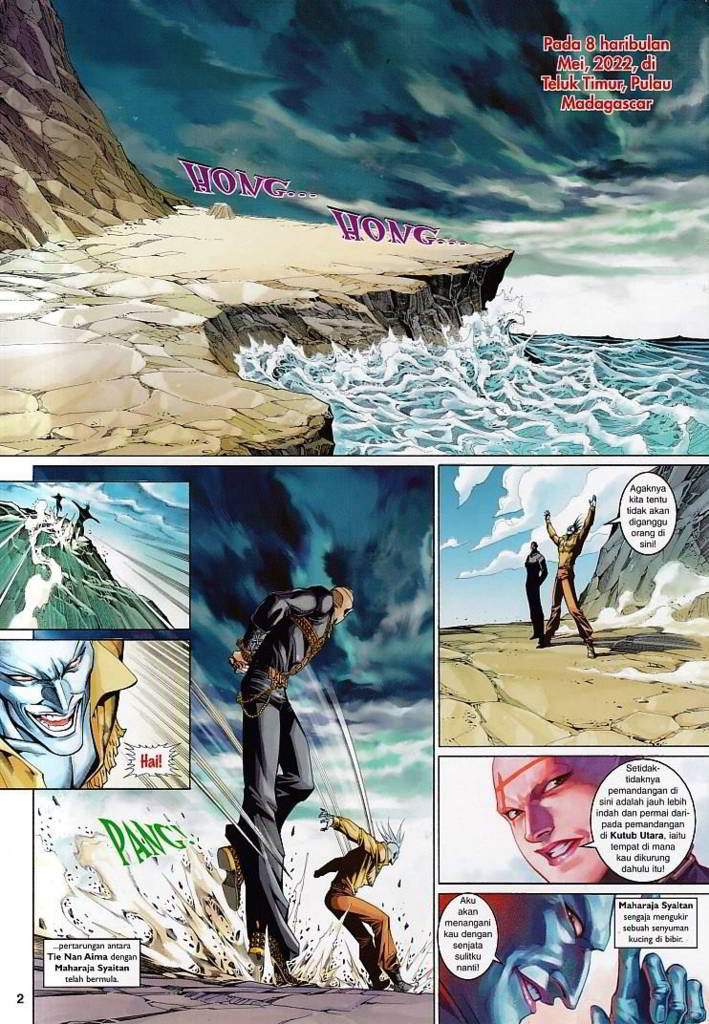 Pada 8 haribulan
Mei, 2022, di
Teluk Timur, Pulau
Madagascar
HONG...
HONG...
Hai!
PANG!
...pertarungan antara
Tie Nan Aima dengan
Maharaja Syaitan
telah bermula.
Agaknya
kita tentu
tidak akan
diganggu
orang di
sini!
Setidak-
tidaknya
pemandangan di
sini adalah jauh lebih
indah dan permai dari-
pada pemandangan
di Kutub Utara, iaitu
tempat di mana
kau dikurung
dahulu itu!
Aku
akan
menangani
kau dengan
senjata
sulitku
nanti!
Maharaja Syaitan
sengaja mengukir
sebuah senyuman
kucing di bibir.
2